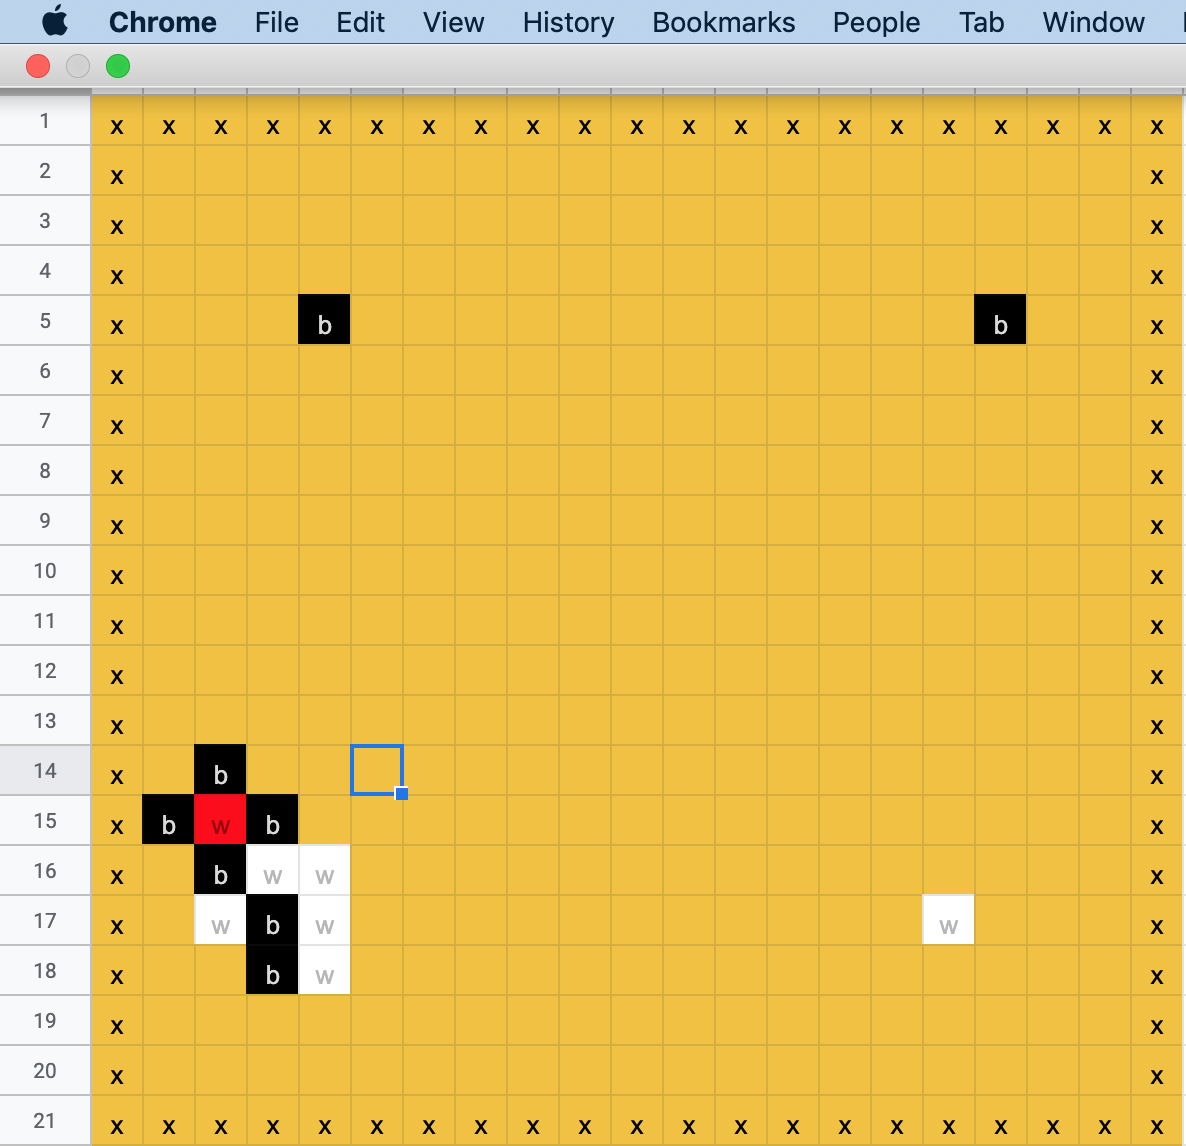 Chrome File Edit View History Bookmarks People Tab Window
1 x x x x x x x x x x x x x x x x x x x x x
2 x x
3 x x
4 x x
5 x b b x
6 x x
7 x x
8 x x
9 x x
10 x x
11 x x
12 x x
13 x x
14 x b x
15 x b w b x
16 x b w w x
17 x w b w w x
18 x b w x
19 x x
20 x x
21 x x x x x x x x x x x x x x x x x x x x x